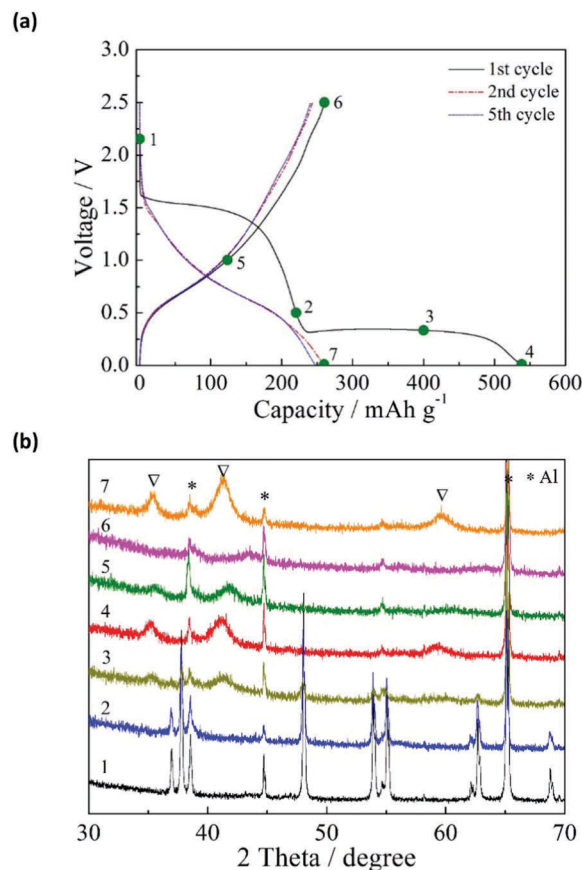 (a)
3.0
2.5
2.0
1.5
1.0
0.5
0.0
Voltage / V
1st cycle
2nd cycle
5th cycle
1
2
3
4
5
6
7
0 100 200 300 400 500 600
Capacity / mAh g⁻¹
(b)
* Al
▽ * ▽ * ▽ *
7
6
5
4
3
2
1
30 40 50 60 70
2 Theta / degree